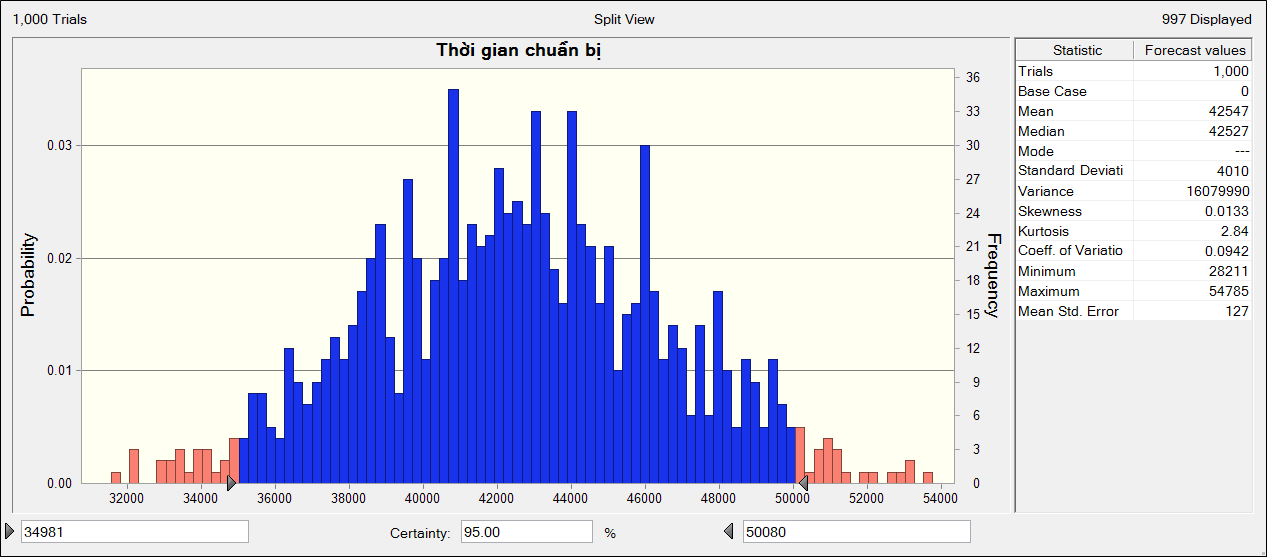 1,000 Trials Split View 997 Displayed
Thời gian chuẩn bị
Statistic Forecast values
Trials 1,000
Base Case 0
Mean 42547
Median 42527
Mode ---
Standard Deviati 4010
Variance 16079990
Skewness 0.0133
Kurtosis 2.84
Coeff. of Variatio 0.0942
Minimum 28211
Maximum 54785
Mean Std. Error 127
Probability
0.03
0.02
0.01
0.00
36
33
30
27
24
21
18
15
12
9
6
3
0
Frequency
32000 34000 36000 38000 40000 42000 44000 46000 48000 50000 52000 54000
34981 Certainty: 95.00 % 50080